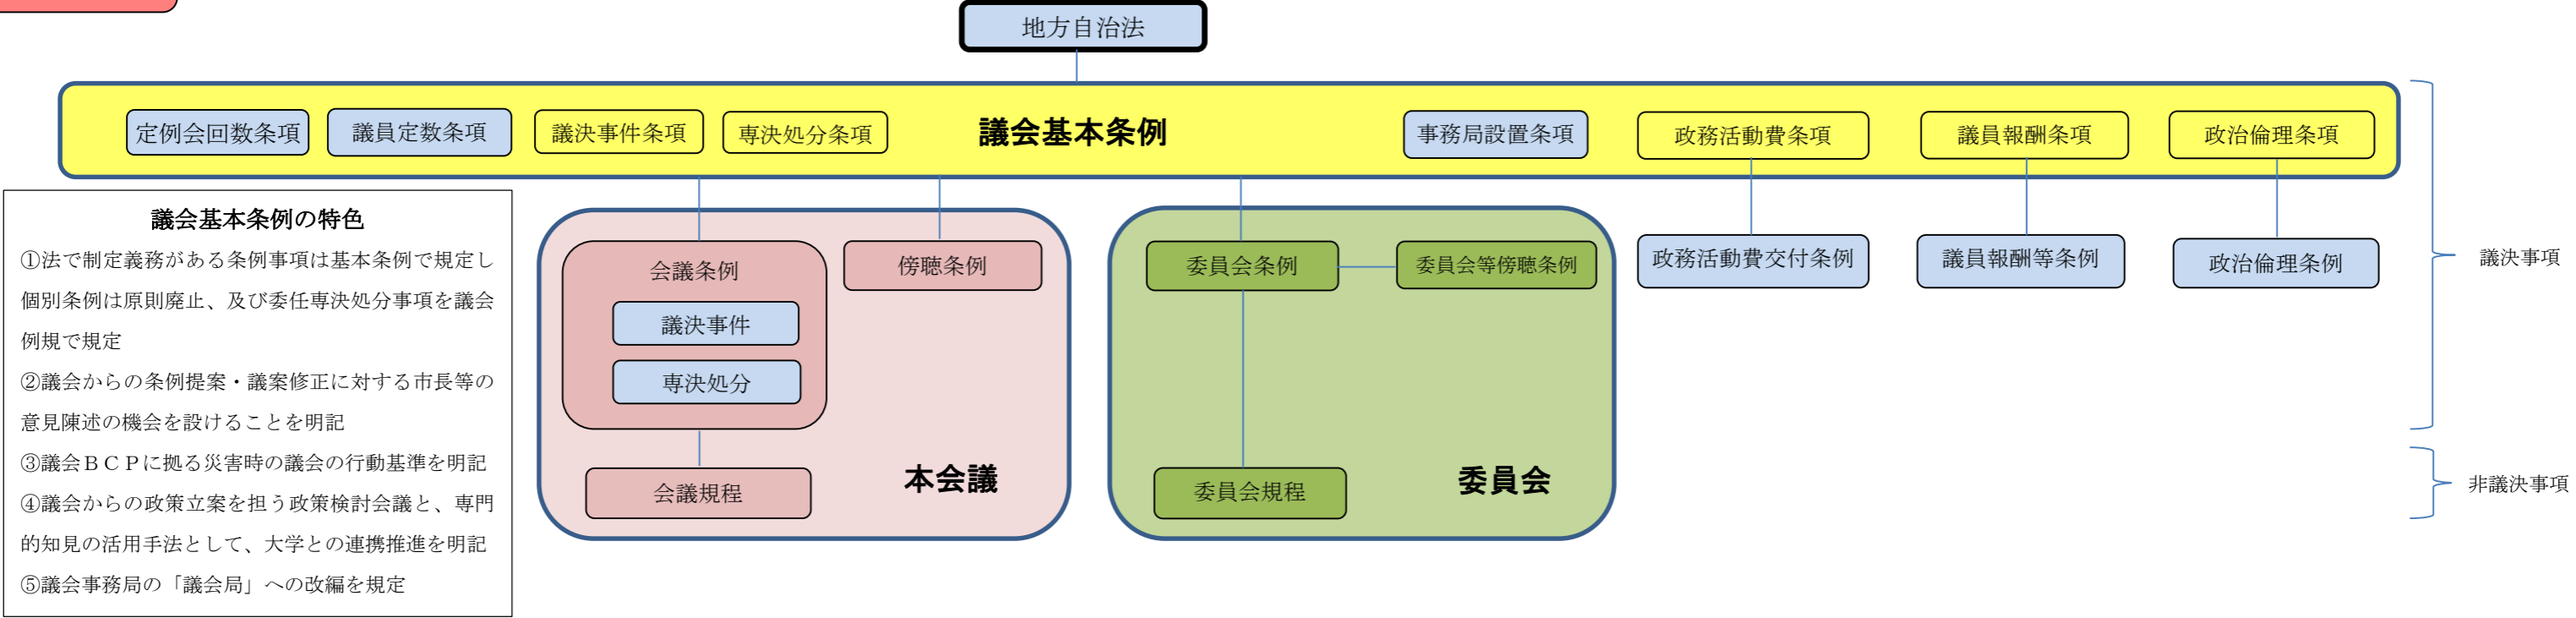 地方自治法
定例会回数条項
議員定数条項
議決事件条項
専決処分条項
議会基本条例
事務局設置条項
政務活動費条項
議員報酬条項
政治倫理条項
議会基本条例の特色
①法で制定義務がある条例事項は基本条例で規定し
個別条例は原則廃止、及び委任専決処分事項を議会
例規で規定
②議会からの条例提案・議案修正に対する市長等の
意見陳述の機会を設けることを明記
③議会ＢＣＰに拠る災害時の議会の行動基準を明記
④議会からの政策立案を担う政策検討会議と、専門
的知見の活用手法として、大学との連携推進を明記
⑤議会事務局の「議会局」への改編を規定
会議条例
議決事件
専決処分
会議規程
傍聴条例
本会議
委員会条例
委員会等傍聴条例
委員会規程
委員会
政務活動費交付条例
議員報酬等条例
政治倫理条例
議決事項
非議決事項